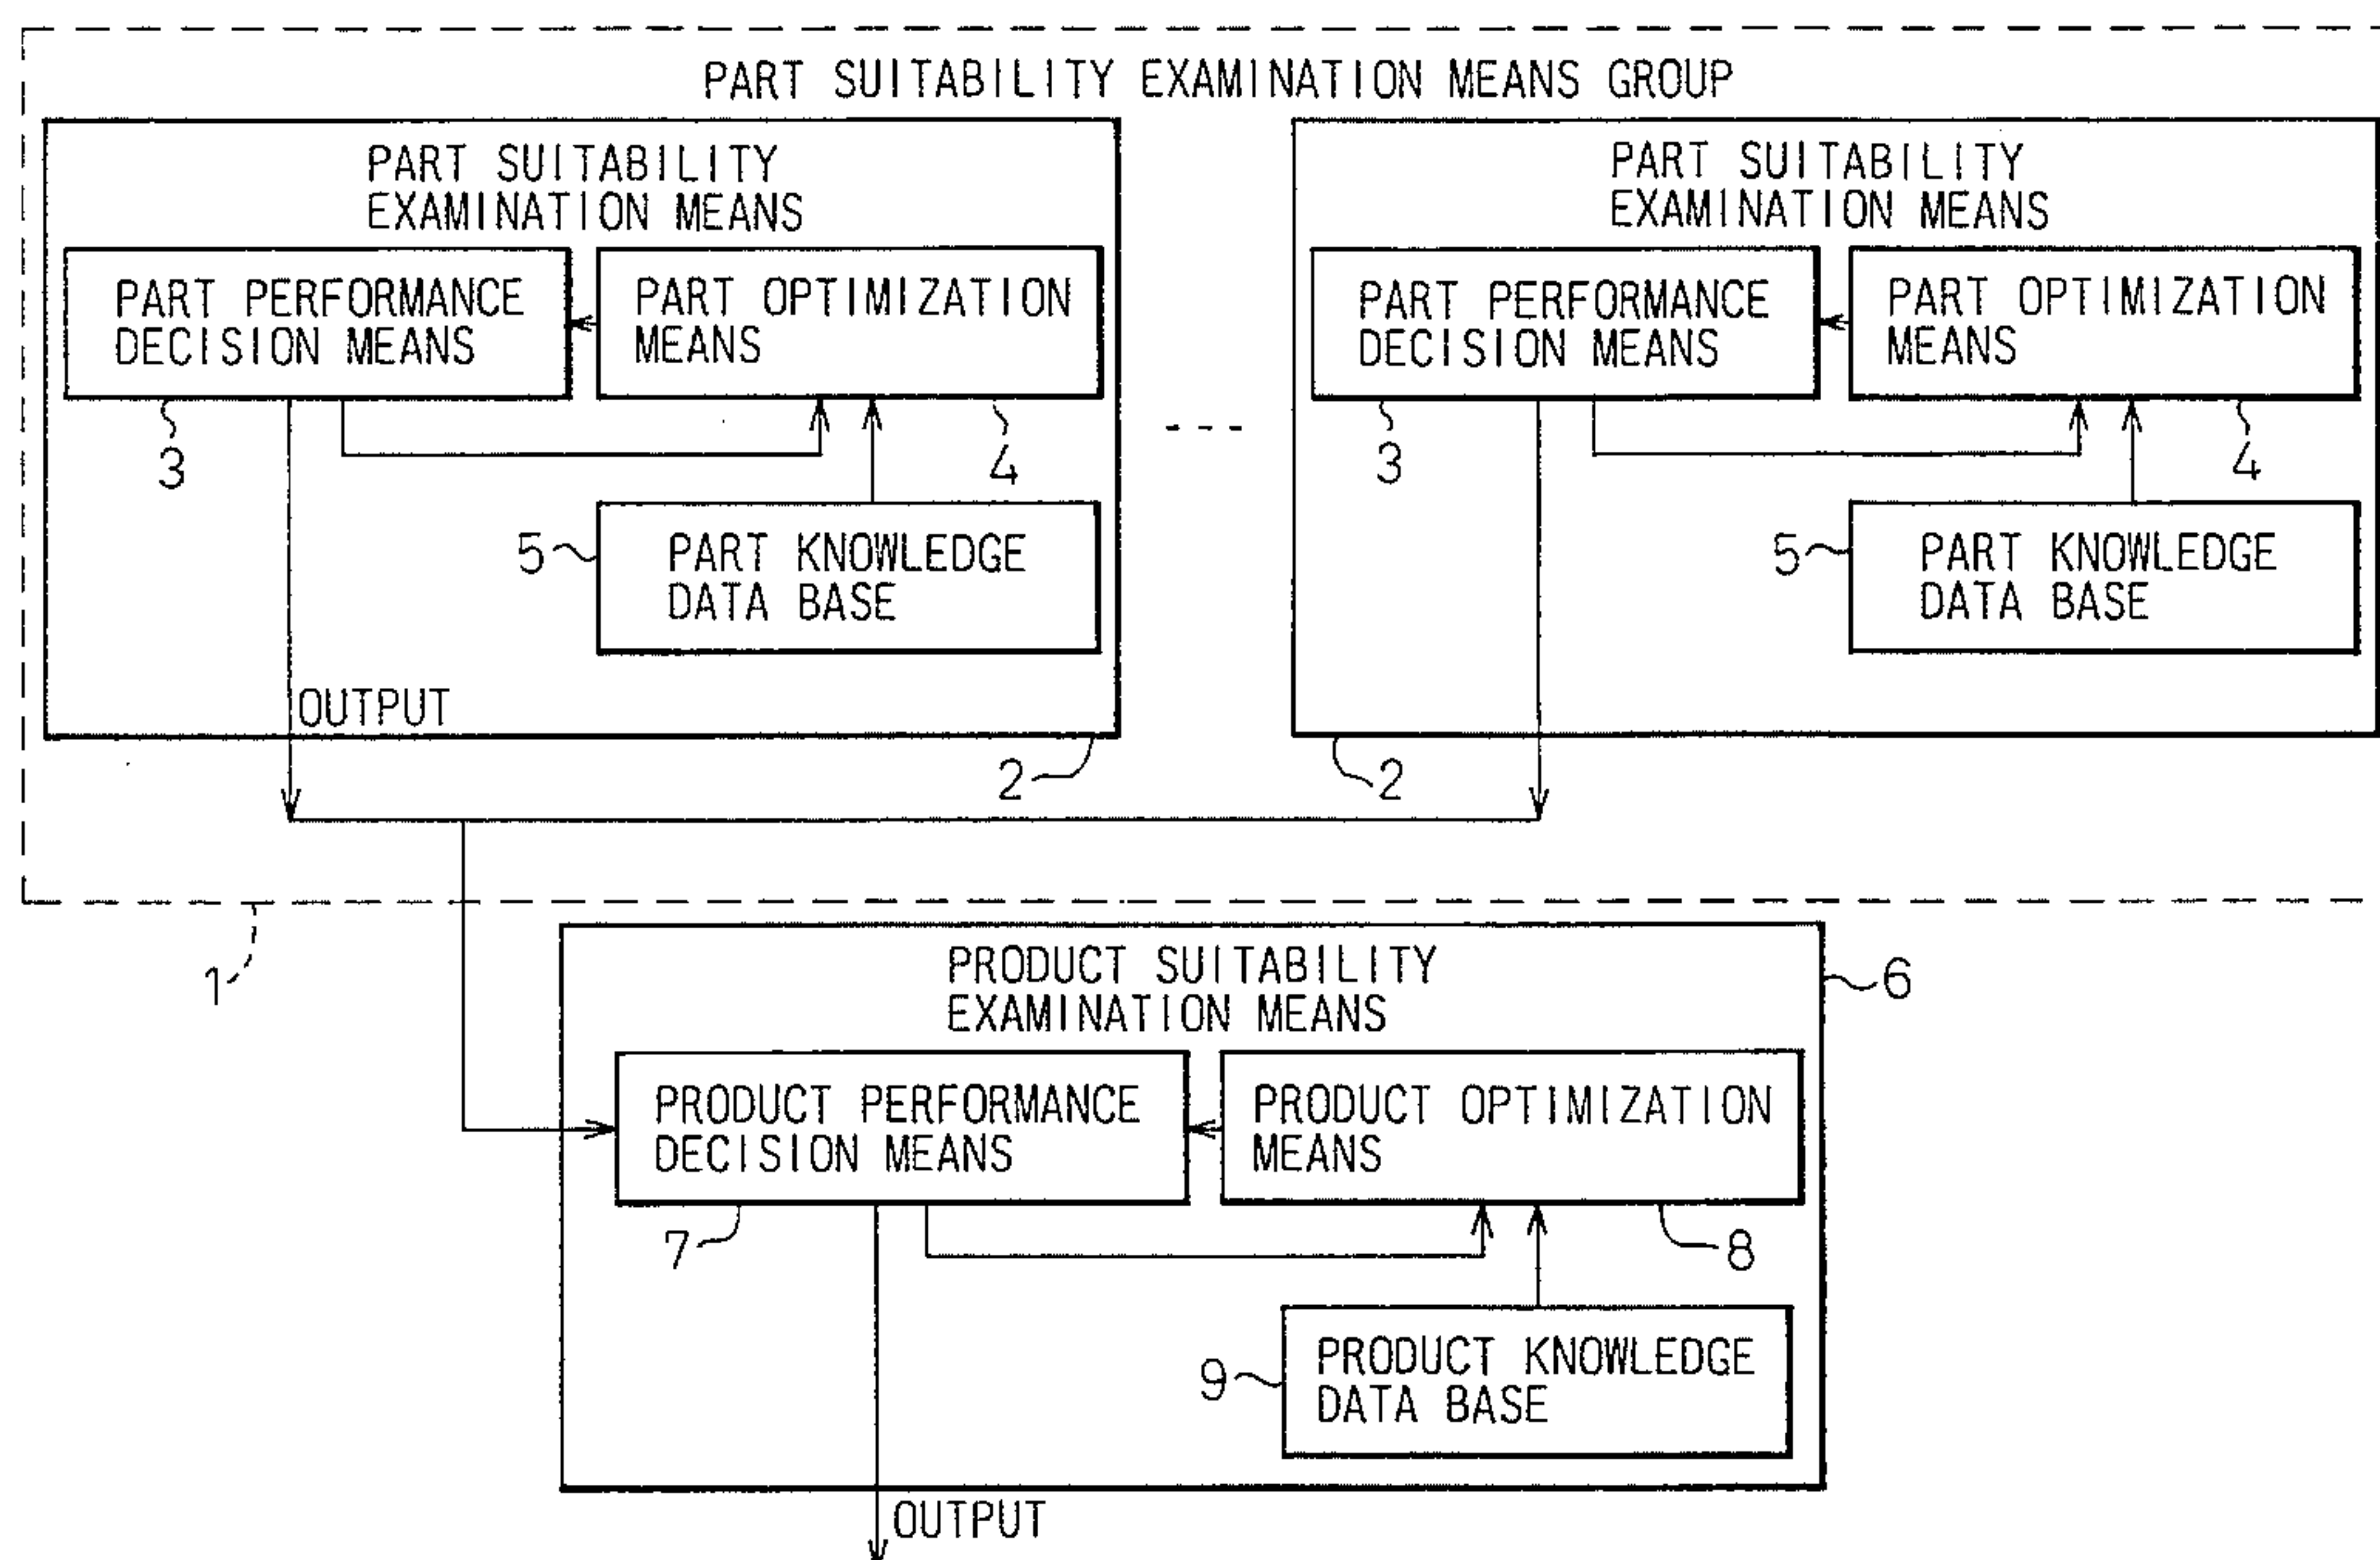 PART SUITABILITY EXAMINATION MEANS GROUP
PART SUITABILITY
EXAMINATION MEANS
PART PERFORMANCE
DECISION MEANS
PART OPTIMIZATION
MEANS
3
4
5
PART KNOWLEDGE
DATA BASE
OUTPUT
2
PART SUITABILITY
EXAMINATION MEANS
PART PERFORMANCE
DECISION MEANS
PART OPTIMIZATION
MEANS
3
4
5
PART KNOWLEDGE
DATA BASE
2
1
PRODUCT SUITABILITY
EXAMINATION MEANS
6
PRODUCT PERFORMANCE
DECISION MEANS
PRODUCT OPTIMIZATION
MEANS
7
8
9
PRODUCT KNOWLEDGE
DATA BASE
OUTPUT